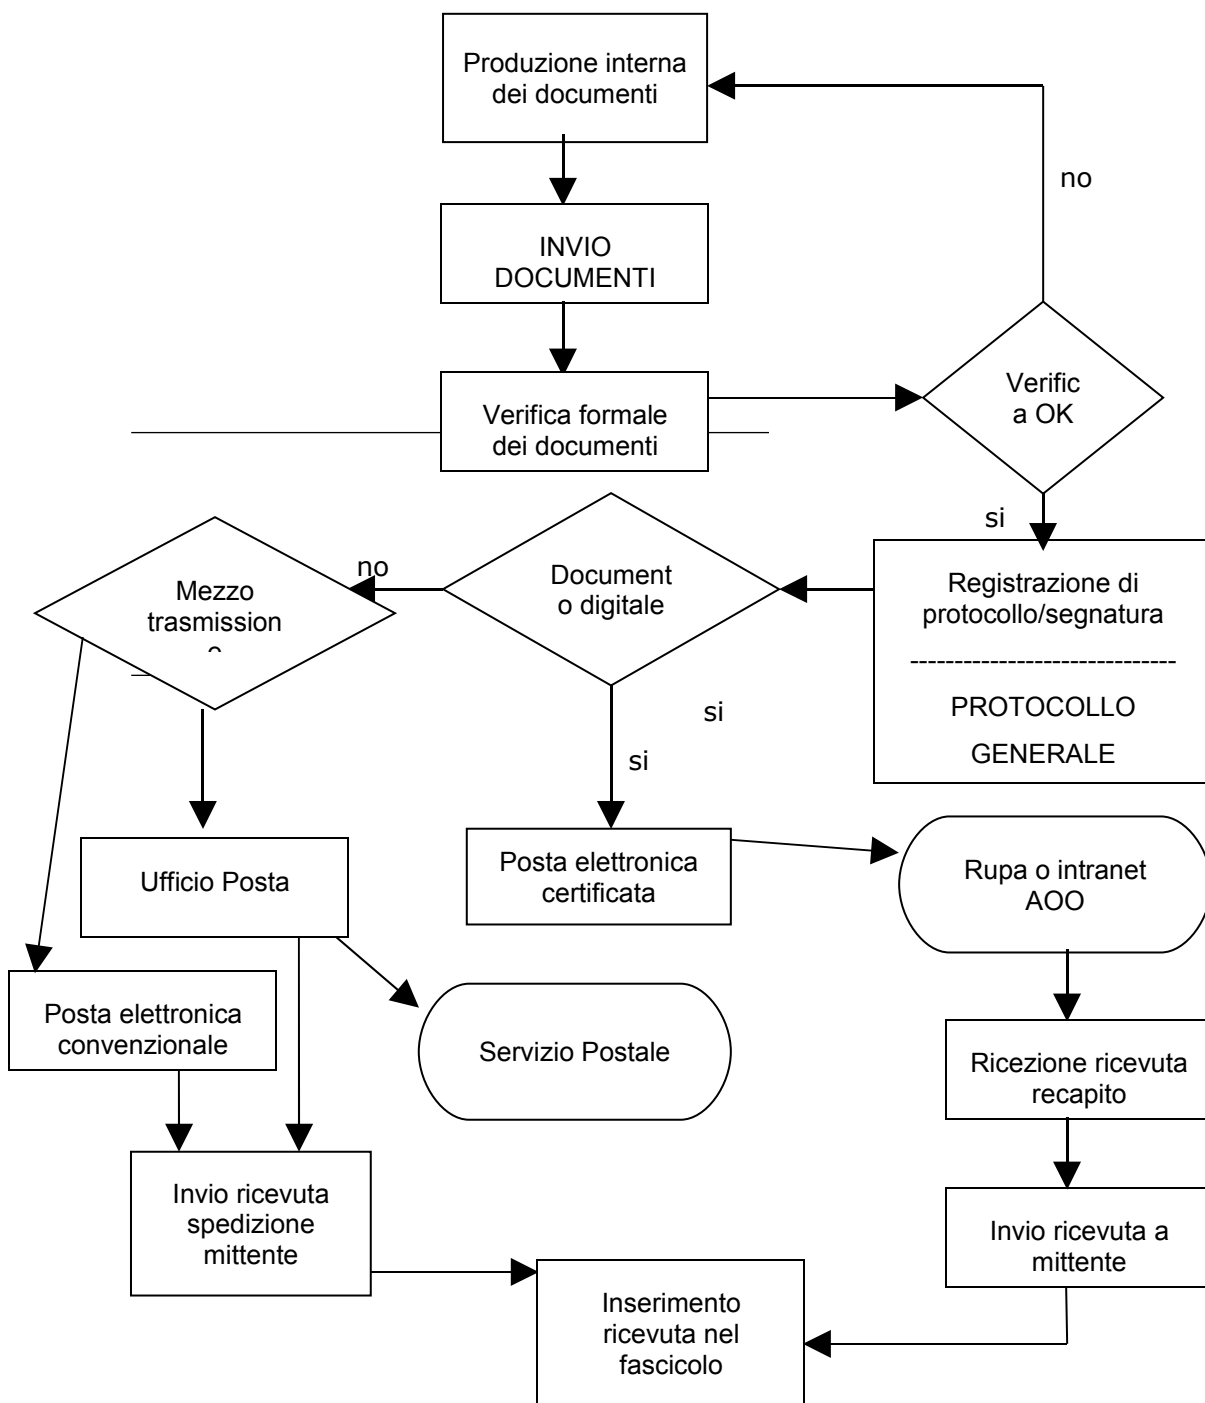 Produzione interna
dei documenti
no
INVIO
DOCUMENTI
Verific
a OK
Verifica formale
dei documenti
si
no
Mezzo
trasmission
Document
o digitale
Registrazione di
protocollo/segnatura
------------------------------
PROTOCOLLO
GENERALE
si
si
Posta elettronica
certificata
Rupa o intranet
AOO
Ufficio Posta
Posta elettronica
convenzionale
Servizio Postale
Ricezione ricevuta
recapito
Invio ricevuta
spedizione
mittente
Invio ricevuta a
mittente
Inserimento
ricevuta nel
fascicolo